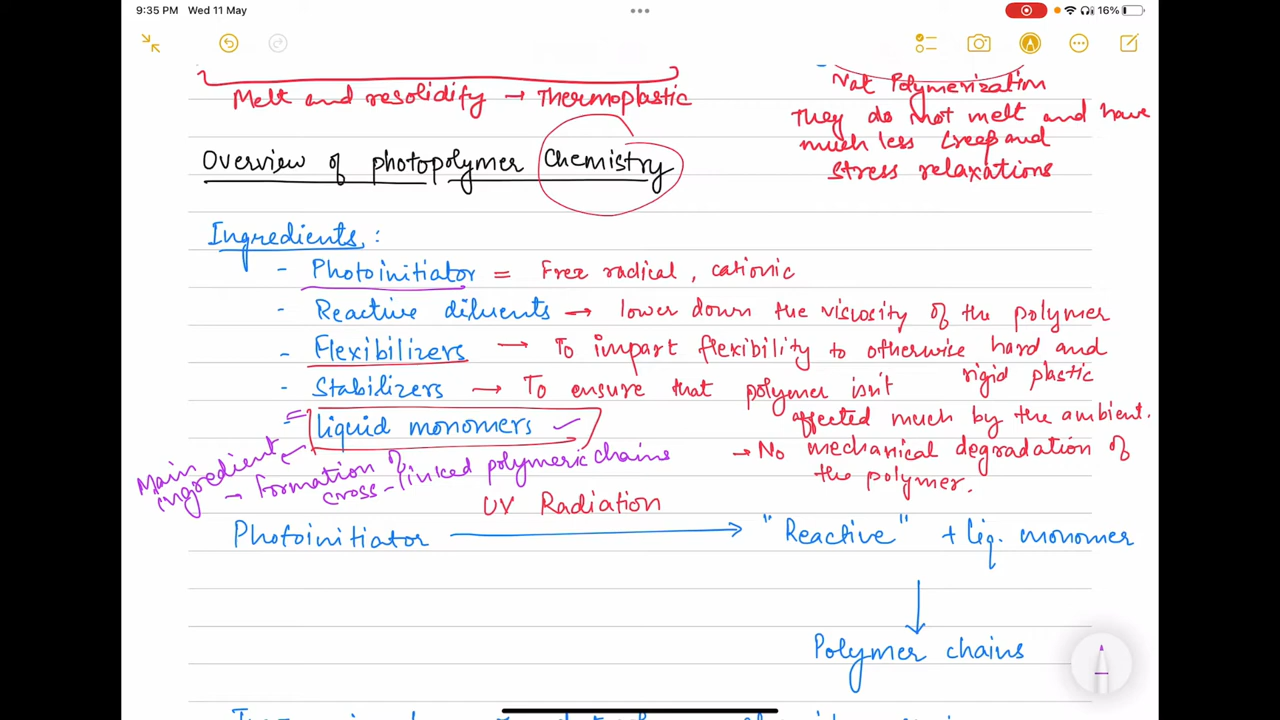 9:35 PM Wed 11 May
16%
Melt and resolidify → Thermoplastic
Vat Polymerization
They do not melt and have
much less creep and
stress relaxations
Overview of photopolymer Chemistry
Ingredients :
- Photoinitiator = Free radical , cationic
- Reactive diluents → lower down the viscosity of the polymer
- Flexibilizers → To impart flexibility to otherwise hard and
rigid plastic
- Stabilizers → To ensure that polymer isn't
affected much by the ambient.
→ No mechanical degradation of
the polymer.
= liquid monomers ✓
Main ingredient ←
→ Formation of
cross-linked polymeric chains
UV Radiation
Photoinitiator ⟶ "Reactive" + liq. monomer
↓
Polymer chains